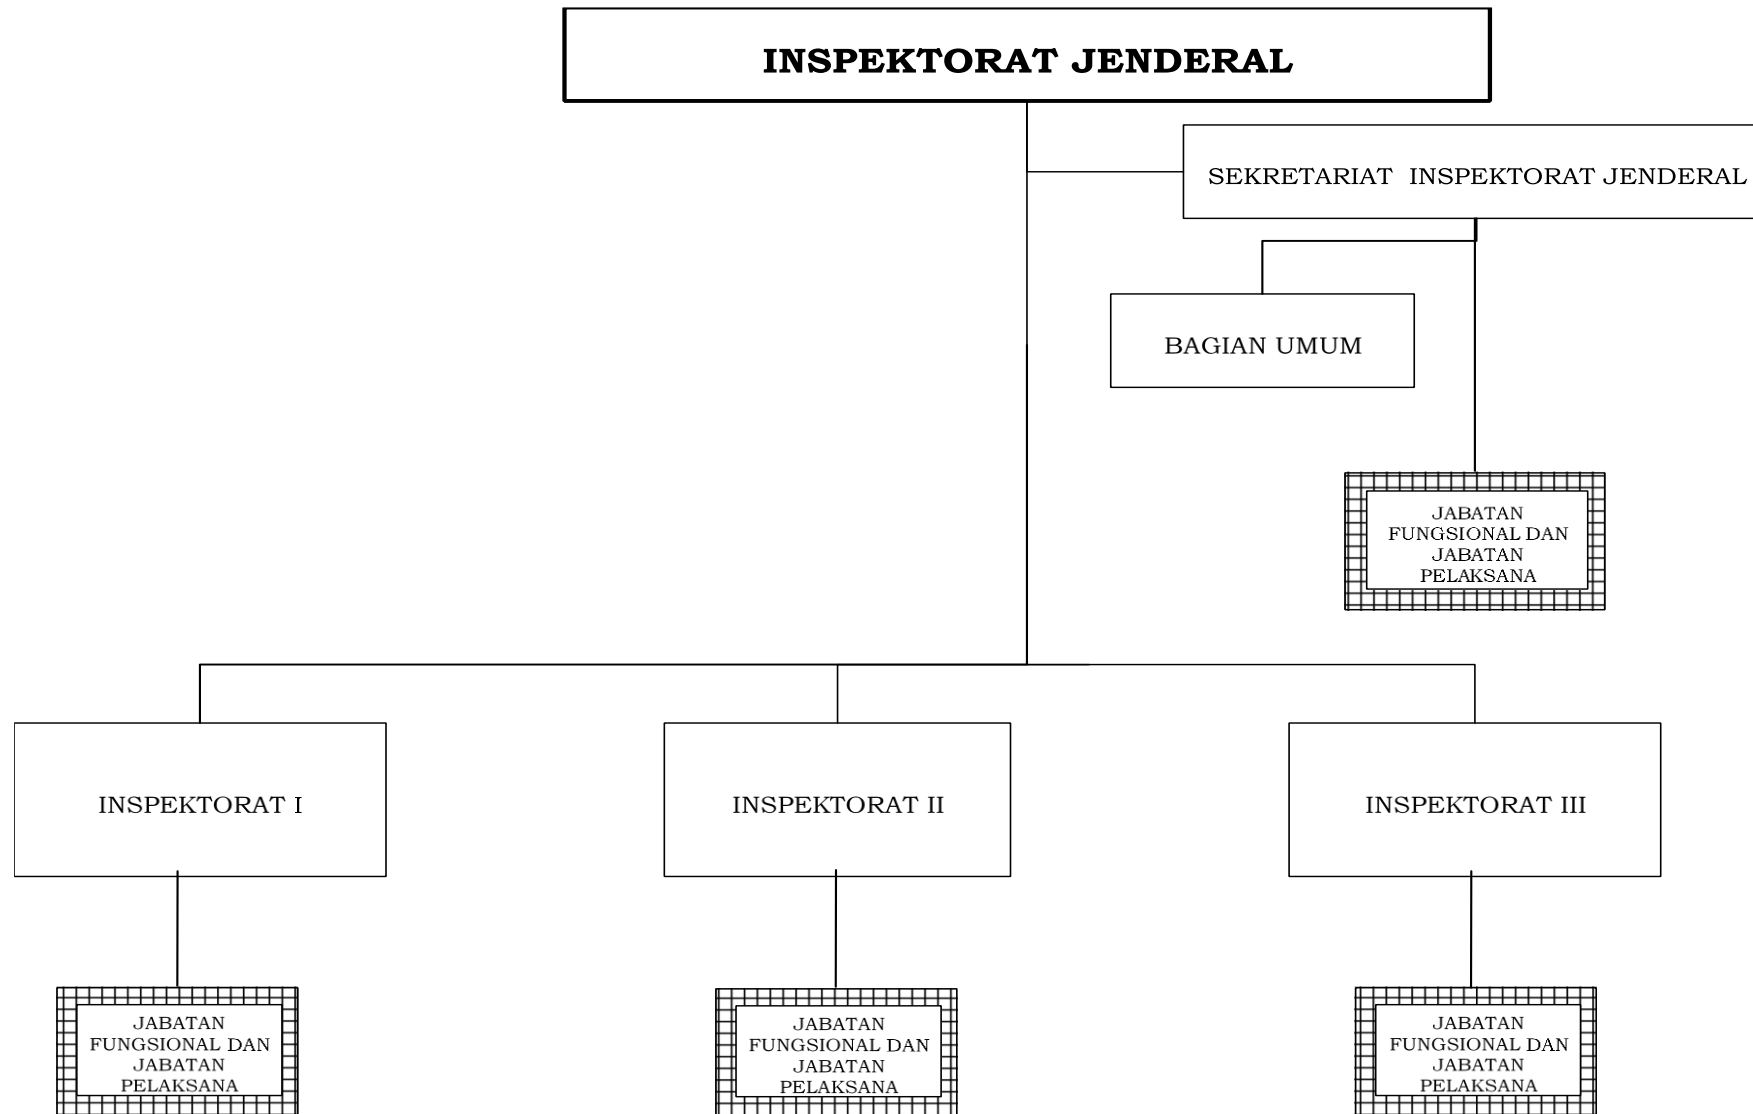 INSPEKTORAT JENDERAL
SEKRETARIAT INSPEKTORAT JENDERAL
BAGIAN UMUM
JABATAN
FUNGSIONAL DAN
JABATAN
PELAKSANA
INSPEKTORAT I
INSPEKTORAT II
INSPEKTORAT III
JABATAN
FUNGSIONAL DAN
JABATAN
PELAKSANA
JABATAN
FUNGSIONAL DAN
JABATAN
PELAKSANA
JABATAN
FUNGSIONAL DAN
JABATAN
PELAKSANA